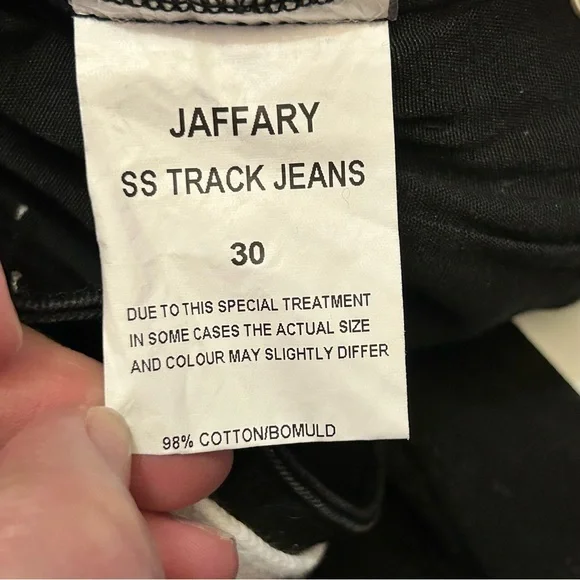 JAFFARY
SS TRACK JEANS
30
DUE TO THIS SPECIAL TREATMENT
IN SOME CASES THE ACTUAL SIZE
AND COLOUR MAY SLIGHTLY DIFFER
98% COTTON/BOMULD